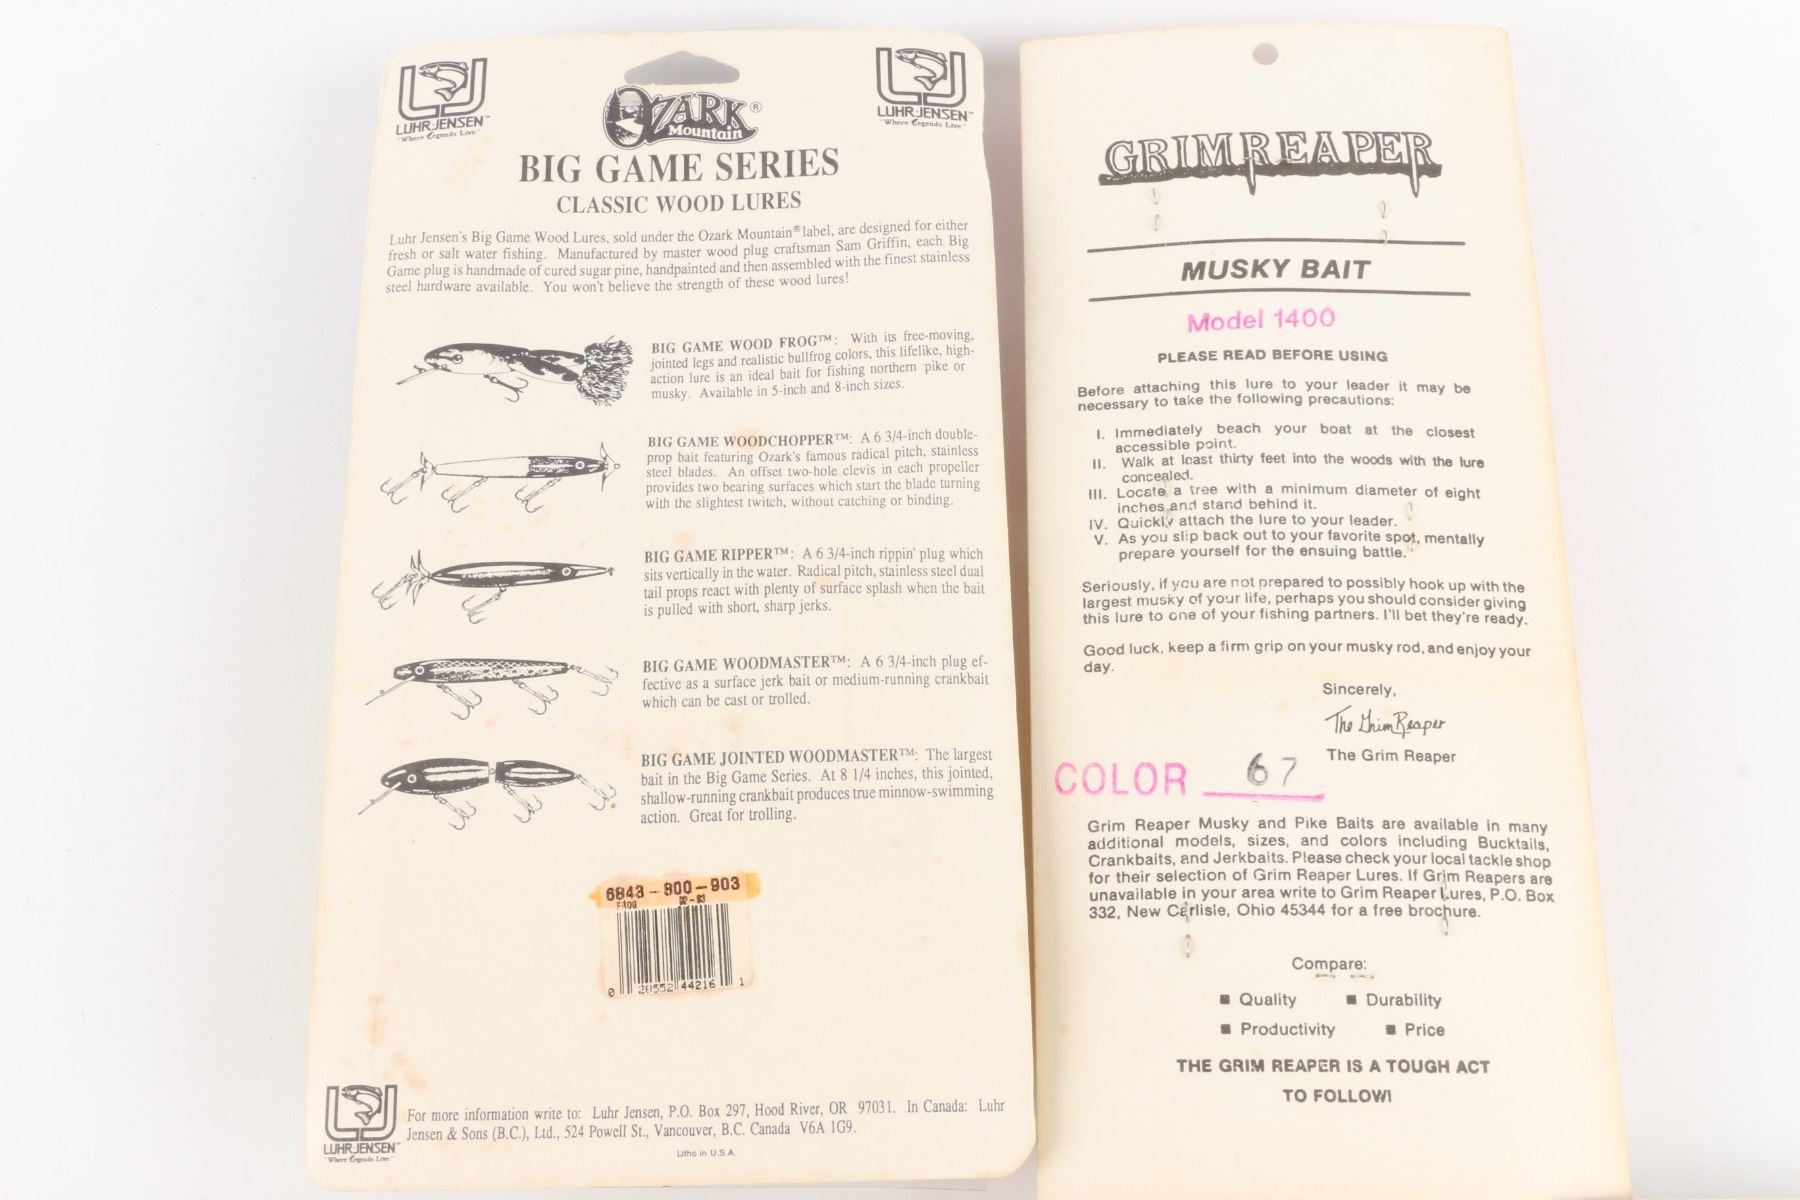 LUHR-JENSEN™
"Where Legends Live"
OZARK®
Mountain
LUHR-JENSEN™
"Where Legends Live"
BIG GAME SERIES
CLASSIC WOOD LURES
Luhr Jensen's Big Game Wood Lures, sold under the Ozark Mountain® label, are designed for either
fresh or salt water fishing. Manufactured by master wood plug craftsman Sam Griffin, each Big
Game plug is handmade of cured sugar pine, handpainted and then assembled with the finest stainless
steel hardware available. You won't believe the strength of these wood lures!
BIG GAME WOOD FROG™: With its free-moving,
jointed legs and realistic bullfrog colors, this lifelike, high-
action lure is an ideal bait for fishing northern pike or
musky. Available in 5-inch and 8-inch sizes.
BIG GAME WOODCHOPPER™: A 6 3/4-inch double-
prop bait featuring Ozark's famous radical pitch, stainless
steel blades. An offset two-hole clevis in each propeller
provides two bearing surfaces which start the blade turning
with the slightest twitch, without catching or binding.
BIG GAME RIPPER™: A 6 3/4-inch rippin' plug which
sits vertically in the water. Radical pitch, stainless steel dual
tail props react with plenty of surface splash when the bait
is pulled with short, sharp jerks.
BIG GAME WOODMASTER™: A 6 3/4-inch plug ef-
fective as a surface jerk bait or medium-running crankbait
which can be cast or trolled.
BIG GAME JOINTED WOODMASTER™: The largest
bait in the Big Game Series. At 8 1/4 inches, this jointed,
shallow-running crankbait produces true minnow-swimming
action. Great for trolling.
6843-800-903
0 28552 44216 1
LUHR-JENSEN™
"Where Legends Live"
For more information write to: Luhr Jensen, P.O. Box 297, Hood River, OR 97031. In Canada: Luhr
Jensen & Sons (B.C.), Ltd., 524 Powell St., Vancouver, B.C. Canada V6A 1G9.
Litho in U.S.A.
GRIM REAPER
MUSKY BAIT
Model 1400
PLEASE READ BEFORE USING
Before attaching this lure to your leader it may be
necessary to take the following precautions:
I. Immediately beach your boat at the closest
accessible point.
II. Walk at least thirty feet into the woods with the lure
concealed.
III. Locate a tree with a minimum diameter of eight
inches and stand behind it.
IV. Quickly attach the lure to your leader.
V. As you slip back out to your favorite spot, mentally
prepare yourself for the ensuing battle.
Seriously, if you are not prepared to possibly hook up with the
largest musky of your life, perhaps you should consider giving
this lure to one of your fishing partners. I'll bet they're ready.
Good luck, keep a firm grip on your musky rod, and enjoy your
day.
Sincerely,
The Grim Reaper
The Grim Reaper
COLOR 67
Grim Reaper Musky and Pike Baits are available in many
additional models, sizes, and colors including Bucktails,
Crankbaits, and Jerkbaits. Please check your local tackle shop
for their selection of Grim Reaper Lures. If Grim Reapers are
unavailable in your area write to Grim Reaper Lures, P.O. Box
332, New Carlisle, Ohio 45344 for a free brochure.
Compare:
■ Quality ■ Durability
■ Productivity ■ Price
THE GRIM REAPER IS A TOUGH ACT
TO FOLLOW!